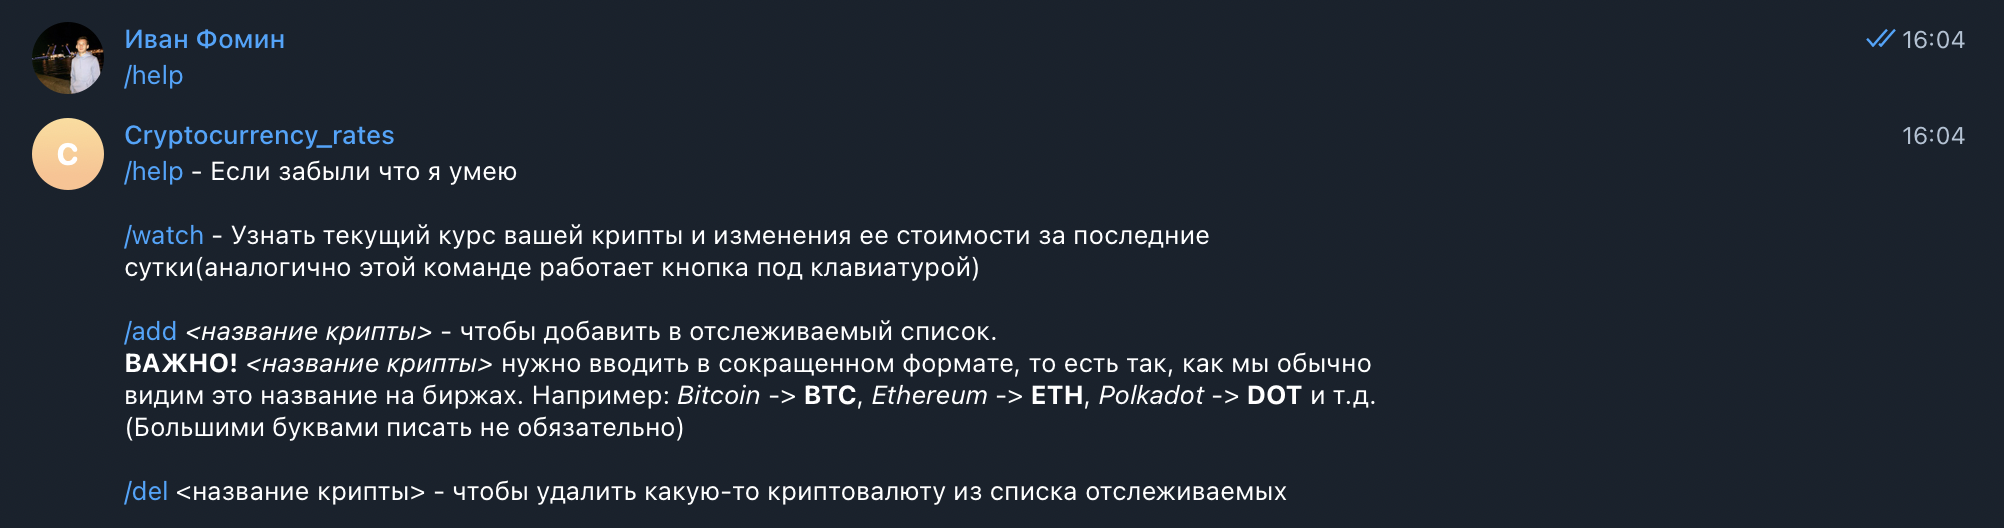 Иван Фомин 16:04
/help
C
Cryptocurrency_rates 16:04
/help - Если забыли что я умею
/watch - Узнать текущий курс вашей крипты и изменения ее стоимости за последние
сутки(аналогично этой команде работает кнопка под клавиатурой)
/add <название крипты> - чтобы добавить в отслеживаемый список.
ВАЖНО! <название крипты> нужно вводить в сокращенном формате, то есть так, как мы обычно
видим это название на биржах. Например: Bitcoin -> BTC, Ethereum -> ETH, Polkadot -> DOT и т.д.
(Большими буквами писать не обязательно)
/del <название крипты> - чтобы удалить какую-то криптовалюту из списка отслеживаемых